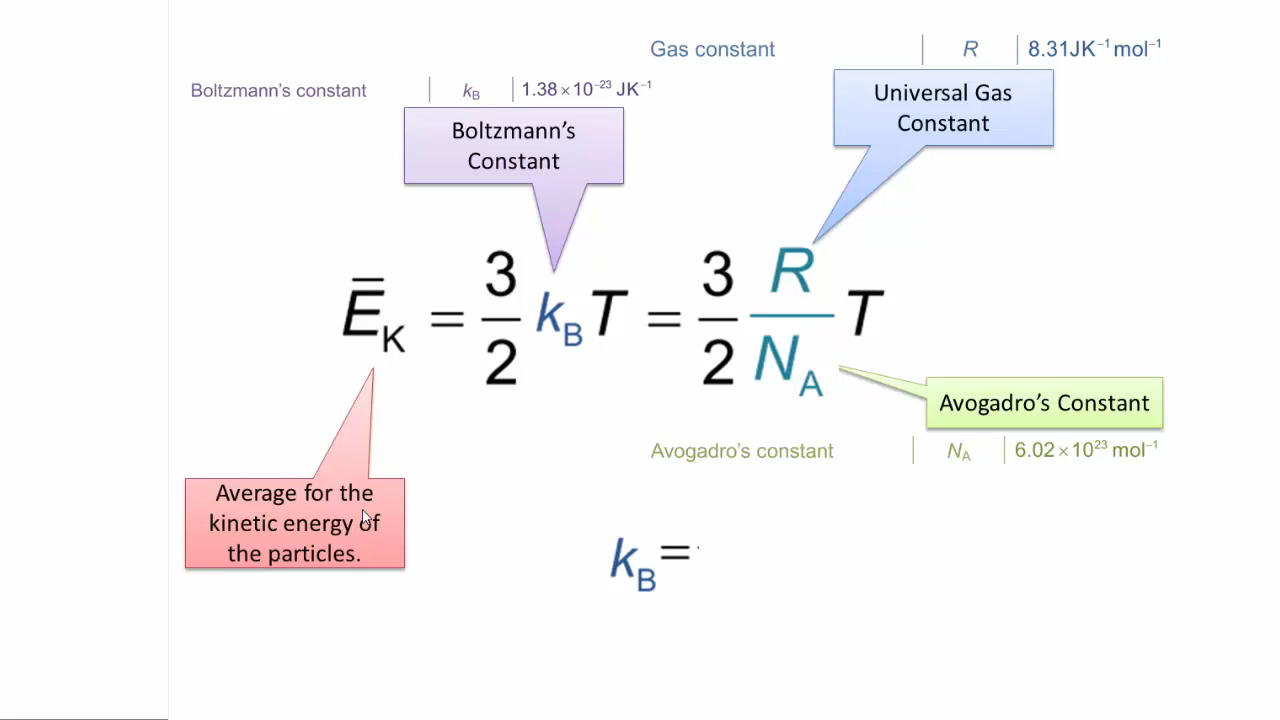 Gas constant R 8.31JK⁻¹ mol⁻¹
Boltzmann's constant k_B 1.38 × 10⁻²³ JK⁻¹
Universal Gas
Constant
Boltzmann's
Constant
Ē_K = 3/2 k_B T = 3/2 R/N_A T
Avogadro's Constant
Avogadro's constant N_A 6.02 × 10²³ mol⁻¹
Average for the
kinetic energy of
the particles.
k_B =